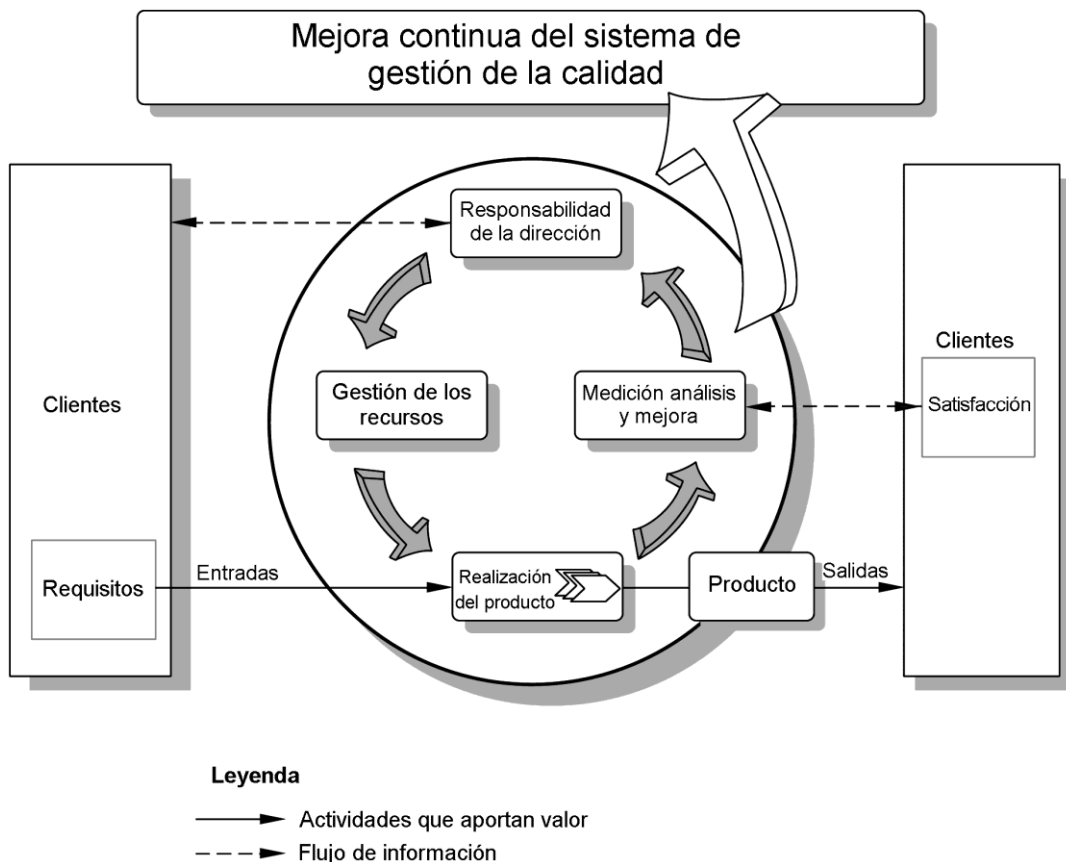 Mejora continua del sistema de
gestión de la calidad
Responsabilidad
de la dirección
Clientes
Gestión de los
recursos
Medición análisis
y mejora
Clientes
Satisfacción
Requisitos
Entradas
Realización
del producto
Producto
Salidas
Leyenda
Actividades que aportan valor
Flujo de información